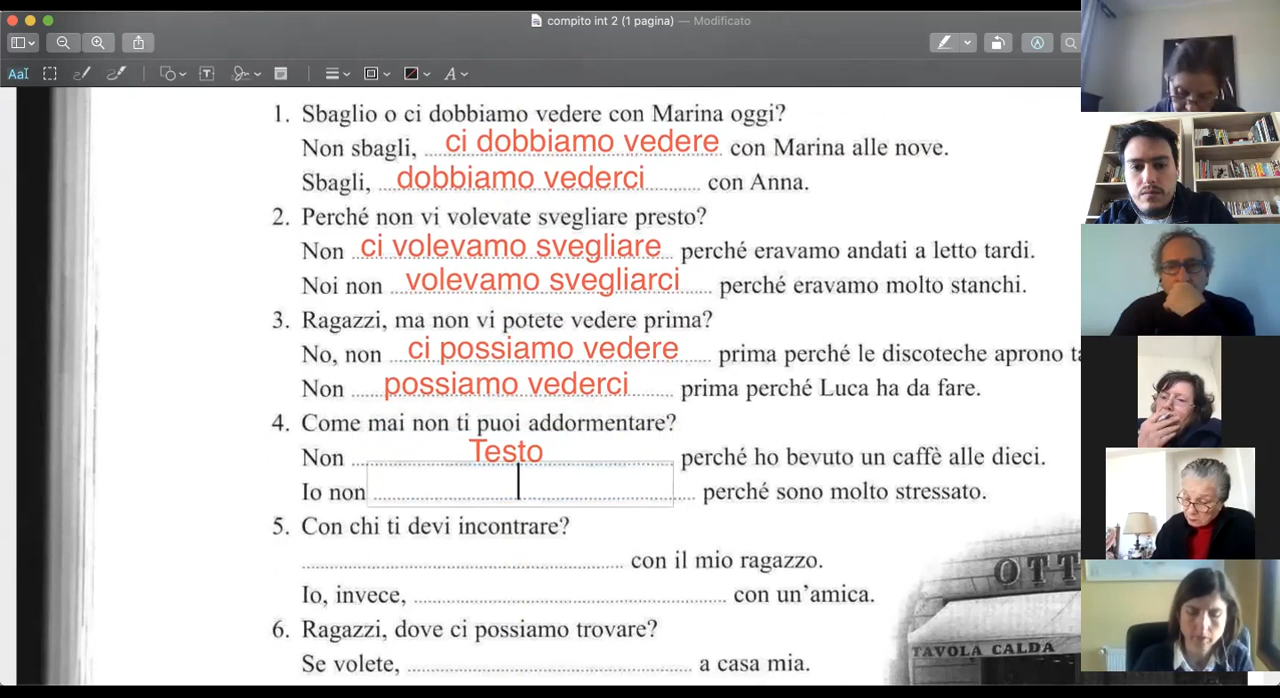 compito int 2 (1 pagina) — Modificato
AaI
A
1. Sbaglio o ci dobbiamo vedere con Marina oggi?
Non sbagli, ci dobbiamo vedere con Marina alle nove.
Sbagli, dobbiamo vederci con Anna.
2. Perché non vi volevate svegliare presto?
Non ci volevamo svegliare perché eravamo andati a letto tardi.
Noi non volevamo svegliarci perché eravamo molto stanchi.
3. Ragazzi, ma non vi potete vedere prima?
No, non ci possiamo vedere prima perché le discoteche aprono ta
Non possiamo vederci prima perché Luca ha da fare.
4. Come mai non ti puoi addormentare?
Non Testo perché ho bevuto un caffè alle dieci.
Io non perché sono molto stressato.
5. Con chi ti devi incontrare?
con il mio ragazzo.
Io, invece, con un'amica.
6. Ragazzi, dove ci possiamo trovare?
Se volete, a casa mia.
OTT
TAVOLA CALDA